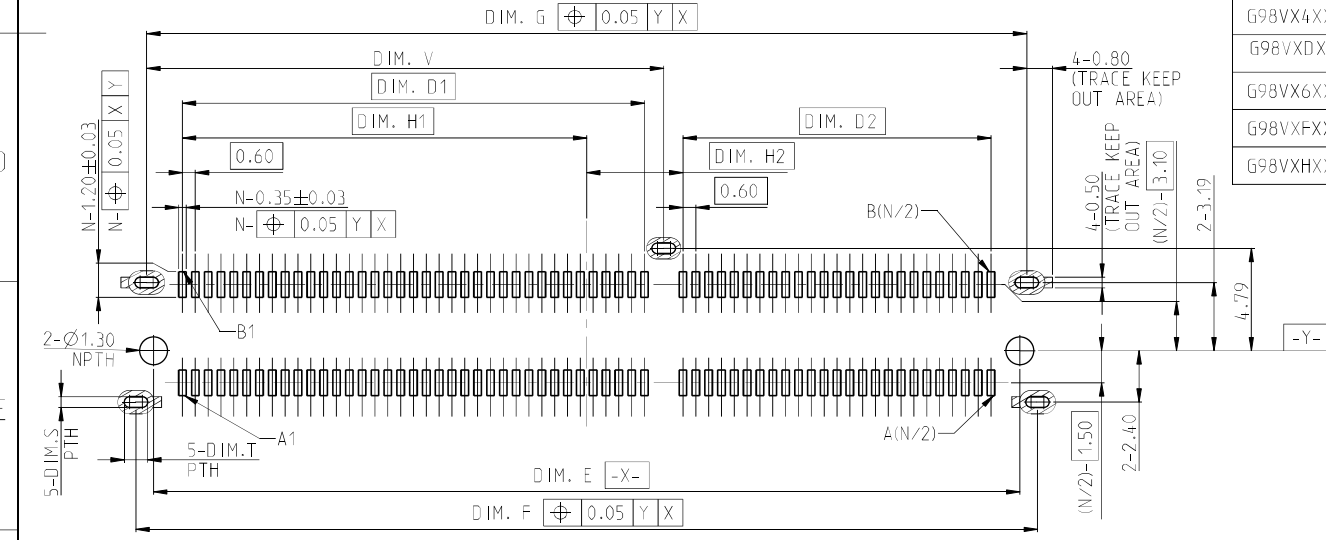 DIM. G ⌖ 0.05 Y X
G98VX4X
G98VXDX
G98VX6X
G98VXFX
G98VXHX
DIM. V
4-0.80
(TRACE KEEP
OUT AREA)
DIM. D1
DIM. H1
DIM. D2
N-1.20±0.03
N- ⌖ 0.05 X Y
0.60
DIM. H2
0.60
N-0.35±0.03
N- ⌖ 0.05 Y X
B(N/2)
4-0.50
(TRACE KEEP
OUT AREA)
(N/2)- 3.10
2-3.19
4.79
B1
2-Ø1.30
NPTH
-Y-
A1
A(N/2)
5-DIM.S
PTH
5-DIM.T
PTH
(N/2)- 1.50
2-2.40
DIM. E -X-
DIM. F ⌖ 0.05 Y X